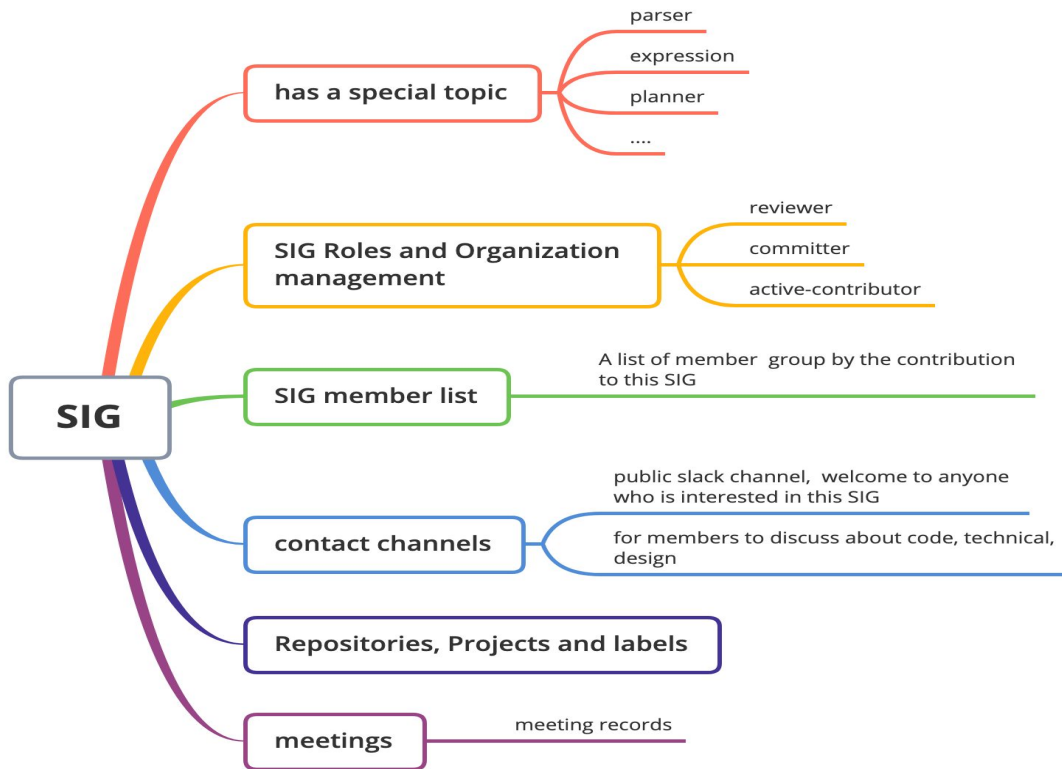 parser
expression
has a special topic
planner
....
reviewer
SIG Roles and Organization
management
committer
active-contributor
A list of member  group by the contribution
to this SIG
SIG member list
SIG
public slack channel,  welcome to anyone
who is interested in this SIG
contact channels
for members to discuss about code, technical,
design
Repositories, Projects and labels
meetings
meeting records